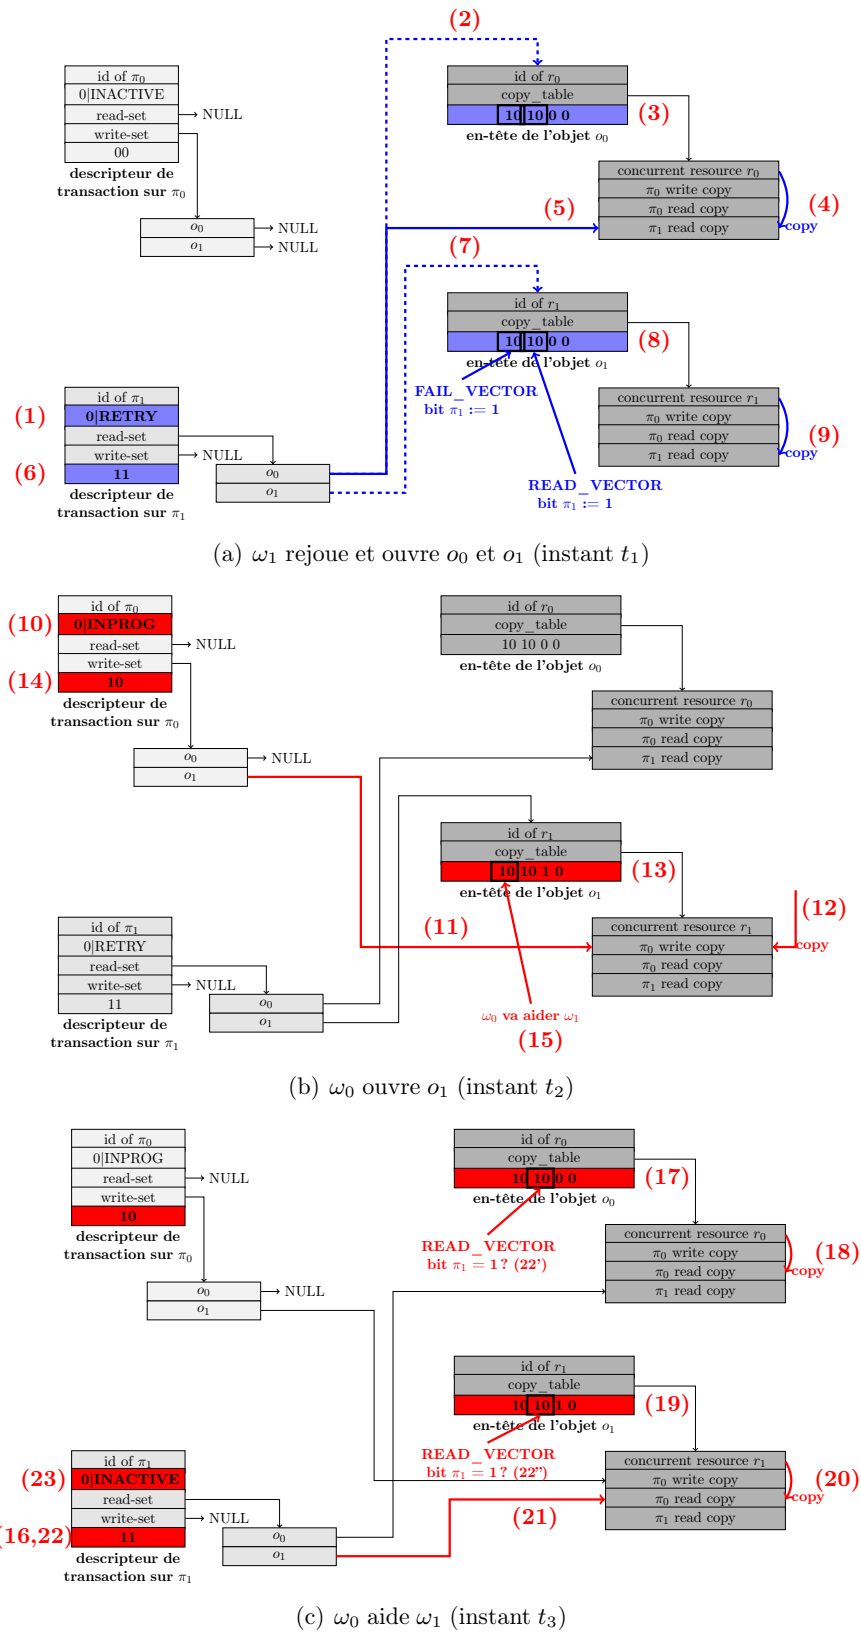 (2)
id of π0
0|INACTIVE
read-set
NULL
write-set
00
descripteur de
transaction sur π0
o0
NULL
o1
NULL
id of r0
copy_table
10 10 0 0
(3)
en-tête de l'objet o0
concurrent resource r0
π0 write copy
π0 read copy
π1 read copy
(4)
copy
(5)
(7)
id of r1
copy_table
10 10 0 0
(8)
en-tête de l'objet o1
FAIL_VECTOR
bit π1 := 1
concurrent resource r1
π0 write copy
π0 read copy
π1 read copy
(9)
copy
READ_VECTOR
bit π1 := 1
(1)
id of π1
0|RETRY
read-set
write-set
NULL
(6)
11
descripteur de
transaction sur π1
o0
o1
(a) ω1 rejoue et ouvre o0 et o1 (instant t1)
(10)
id of π0
0|INPROG
read-set
NULL
write-set
(14)
10
descripteur de
transaction sur π0
o0
NULL
o1
id of r0
copy_table
10 10 0 0
en-tête de l'objet o0
concurrent resource r0
π0 write copy
π0 read copy
π1 read copy
id of r1
copy_table
10 10 1 0
(13)
en-tête de l'objet o1
(12)
(11)
concurrent resource r1
π0 write copy
copy
π0 read copy
π1 read copy
id of π1
0|RETRY
read-set
write-set
NULL
11
descripteur de
transaction sur π1
o0
o1
ω0 va aider ω1
(15)
(b) ω0 ouvre o1 (instant t2)
id of π0
0|INPROG
read-set
NULL
write-set
10
descripteur de
transaction sur π0
o0
NULL
o1
id of r0
copy_table
10 10 0 0
(17)
en-tête de l'objet o0
READ_VECTOR
bit π1 = 1 ? (22')
concurrent resource r0
π0 write copy
π0 read copy
π1 read copy
(18)
copy
id of r1
copy_table
10 10 1 0
(19)
en-tête de l'objet o1
READ_VECTOR
bit π1 = 1 ? (22")
concurrent resource r1
π0 write copy
π0 read copy
π1 read copy
(20)
copy
(21)
(23)
id of π1
0|INACTIVE
read-set
write-set
NULL
(16,22)
11
descripteur de
transaction sur π1
o0
o1
(c) ω0 aide ω1 (instant t3)